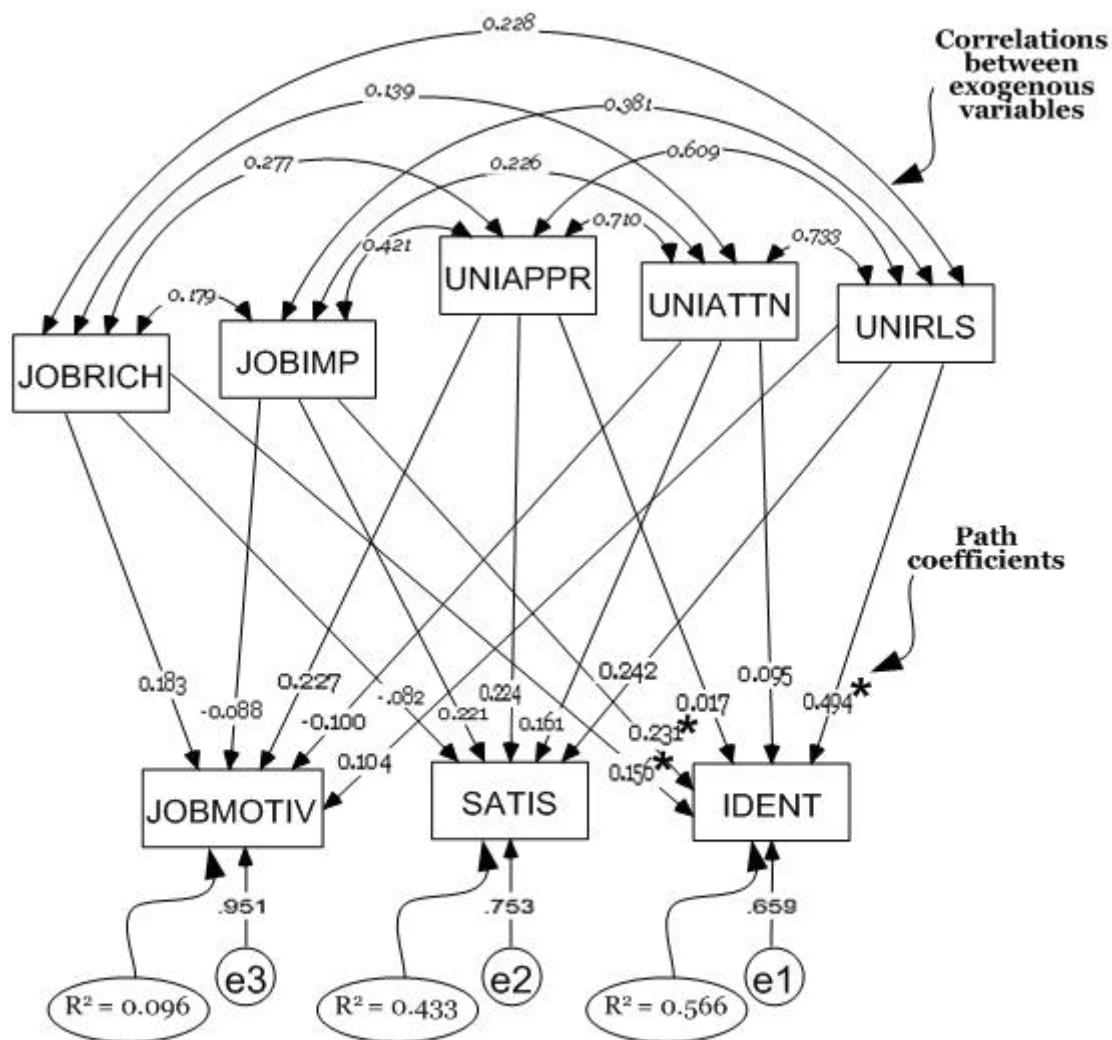 0.228
Correlations
between
exogenous
variables
0.139
0.381
0.277
0.226
0.609
0.421
0.710
0.733
0.179
UNIAPPR
UNIATTN
UNIRLS
JOBIMP
JOBRICH
Path
coefficients
0.183
-0.088
0.227
-.082
0.221
0.224
0.161
-0.100
0.104
0.242
0.231*
0.156*
0.017
0.095
0.494*
JOBMOTIV
SATIS
IDENT
.951
.753
.659
e3
e2
e1
R² = 0.096
R² = 0.433
R² = 0.566